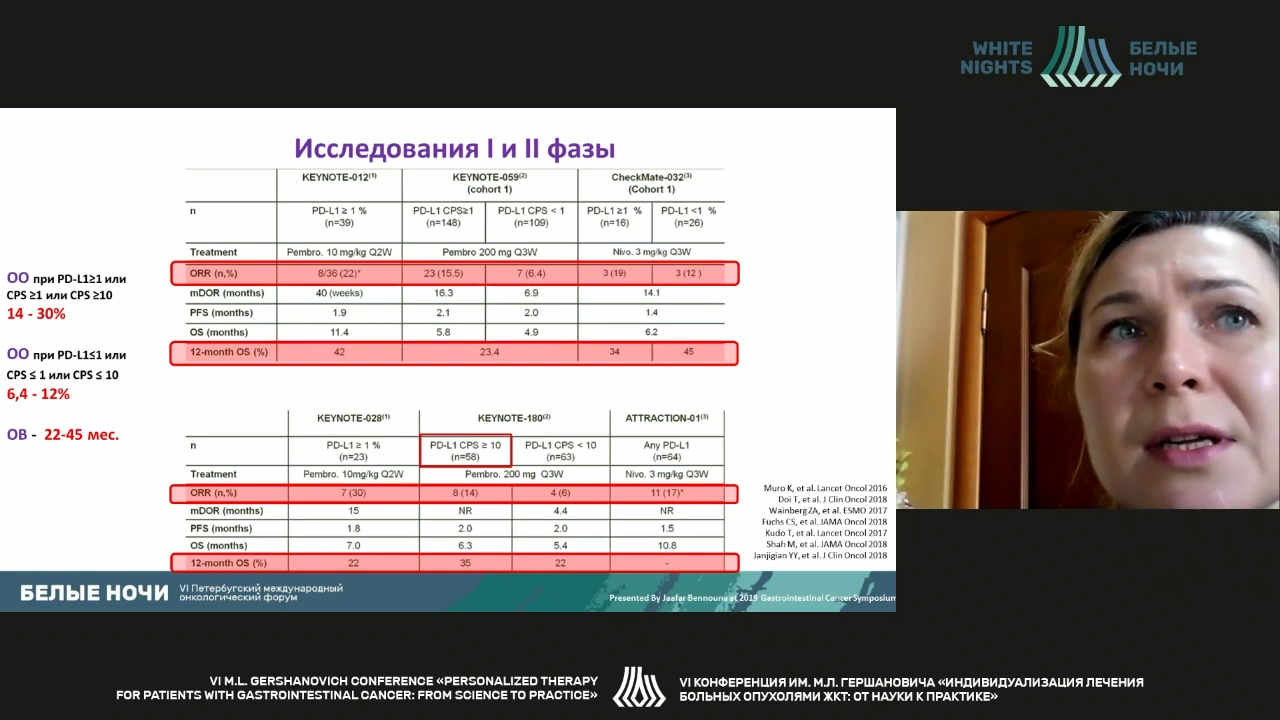 WHITE
NIGHTS
БЕЛЫЕ
НОЧИ
Исследования I и II фазы
KEYNOTE-012(1) KEYNOTE-059(2) CheckMate-032(3)
(cohort 1) (Cohort 1)
n PD-L1 ≥ 1 % PD-L1 CPS≥1 PD-L1 CPS < 1 PD-L1 ≥1 % PD-L1 <1 %
(n=39) (n=148) (n=109) (n=16) (n=26)
Treatment Pembro. 10 mg/kg Q2W Pembro 200 mg Q3W Nivo. 3 mg/kg Q3W
ORR (n,%) 8/36 (22)* 23 (15.5) 7 (6.4) 3 (19) 3 (12 )
mDOR (months) 40 (weeks) 16.3 6.9 14.1
PFS (months) 1.9 2.1 2.0 1.4
OS (months) 11.4 5.8 4.9 6.2
12-month OS (%) 42 23.4 34 45
ОО при PD-L1≥1 или
CPS ≥1 или CPS ≥10
14 - 30%
ОО при PD-L1≤1 или
CPS ≤ 1 или CPS ≤ 10
6,4 - 12%
ОВ - 22-45 мес.
KEYNOTE-028(1) KEYNOTE-180(2) ATTRACTION-01(3)
n PD-L1 ≥ 1 % PD-L1 CPS ≥ 10 PD-L1 CPS < 10 Any PD-L1
(n=23) (n=58) (n=63) (n=64)
Treatment Pembro. 10mg/kg Q2W Pembro. 200 mg Q3W Nivo. 3 mg/kg Q3W
ORR (n,%) 7 (30) 8 (14) 4 (6) 11 (17)*
mDOR (months) 15 NR 4.4 NR
PFS (months) 1.8 2.0 2.0 1.5
OS (months) 7.0 6.3 5.4 10.8
12-month OS (%) 22 35 22 -
Muro K, et al. Lancet Oncol 2016
Doi T, et al. J Clin Oncol 2018
WainbergZA, et al. ESMO 2017
Fuchs CS, et al. JAMA Oncol 2018
Kudo T, et al. Lancet Oncol 2017
Shah M, et al. JAMA Oncol 2018
Janjigian YY, et al. J Clin Oncol 2018
БЕЛЫЕ НОЧИ
VI Петербугский международный
онкологический форум
Presented By Jaafar Bennouna at 2019 Gastrointestinal Cancer Symposium
VI M.L. GERSHANOVICH CONFERENCE «PERSONALIZED THERAPY
FOR PATIENTS WITH GASTROINTESTINAL CANCER: FROM SCIENCE TO PRACTICE»
VI КОНФЕРЕНЦИЯ ИМ. М.Л. ГЕРШАНОВИЧА «ИНДИВИДУАЛИЗАЦИЯ ЛЕЧЕНИЯ
БОЛЬНЫХ ОПУХОЛЯМИ ЖКТ: ОТ НАУКИ К ПРАКТИКЕ»